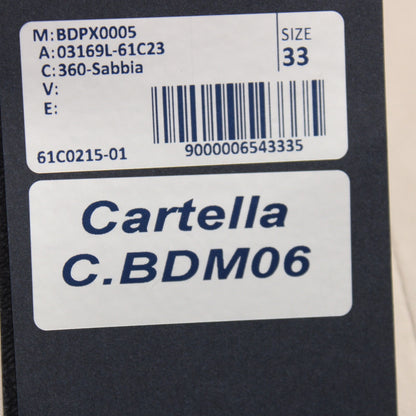 M:BDPX0005
A:03169L-61C23
C:360-Sabbia
V:
E:
SIZE
33
61C0215-01
9000006543335
Cartella
C.BDM06